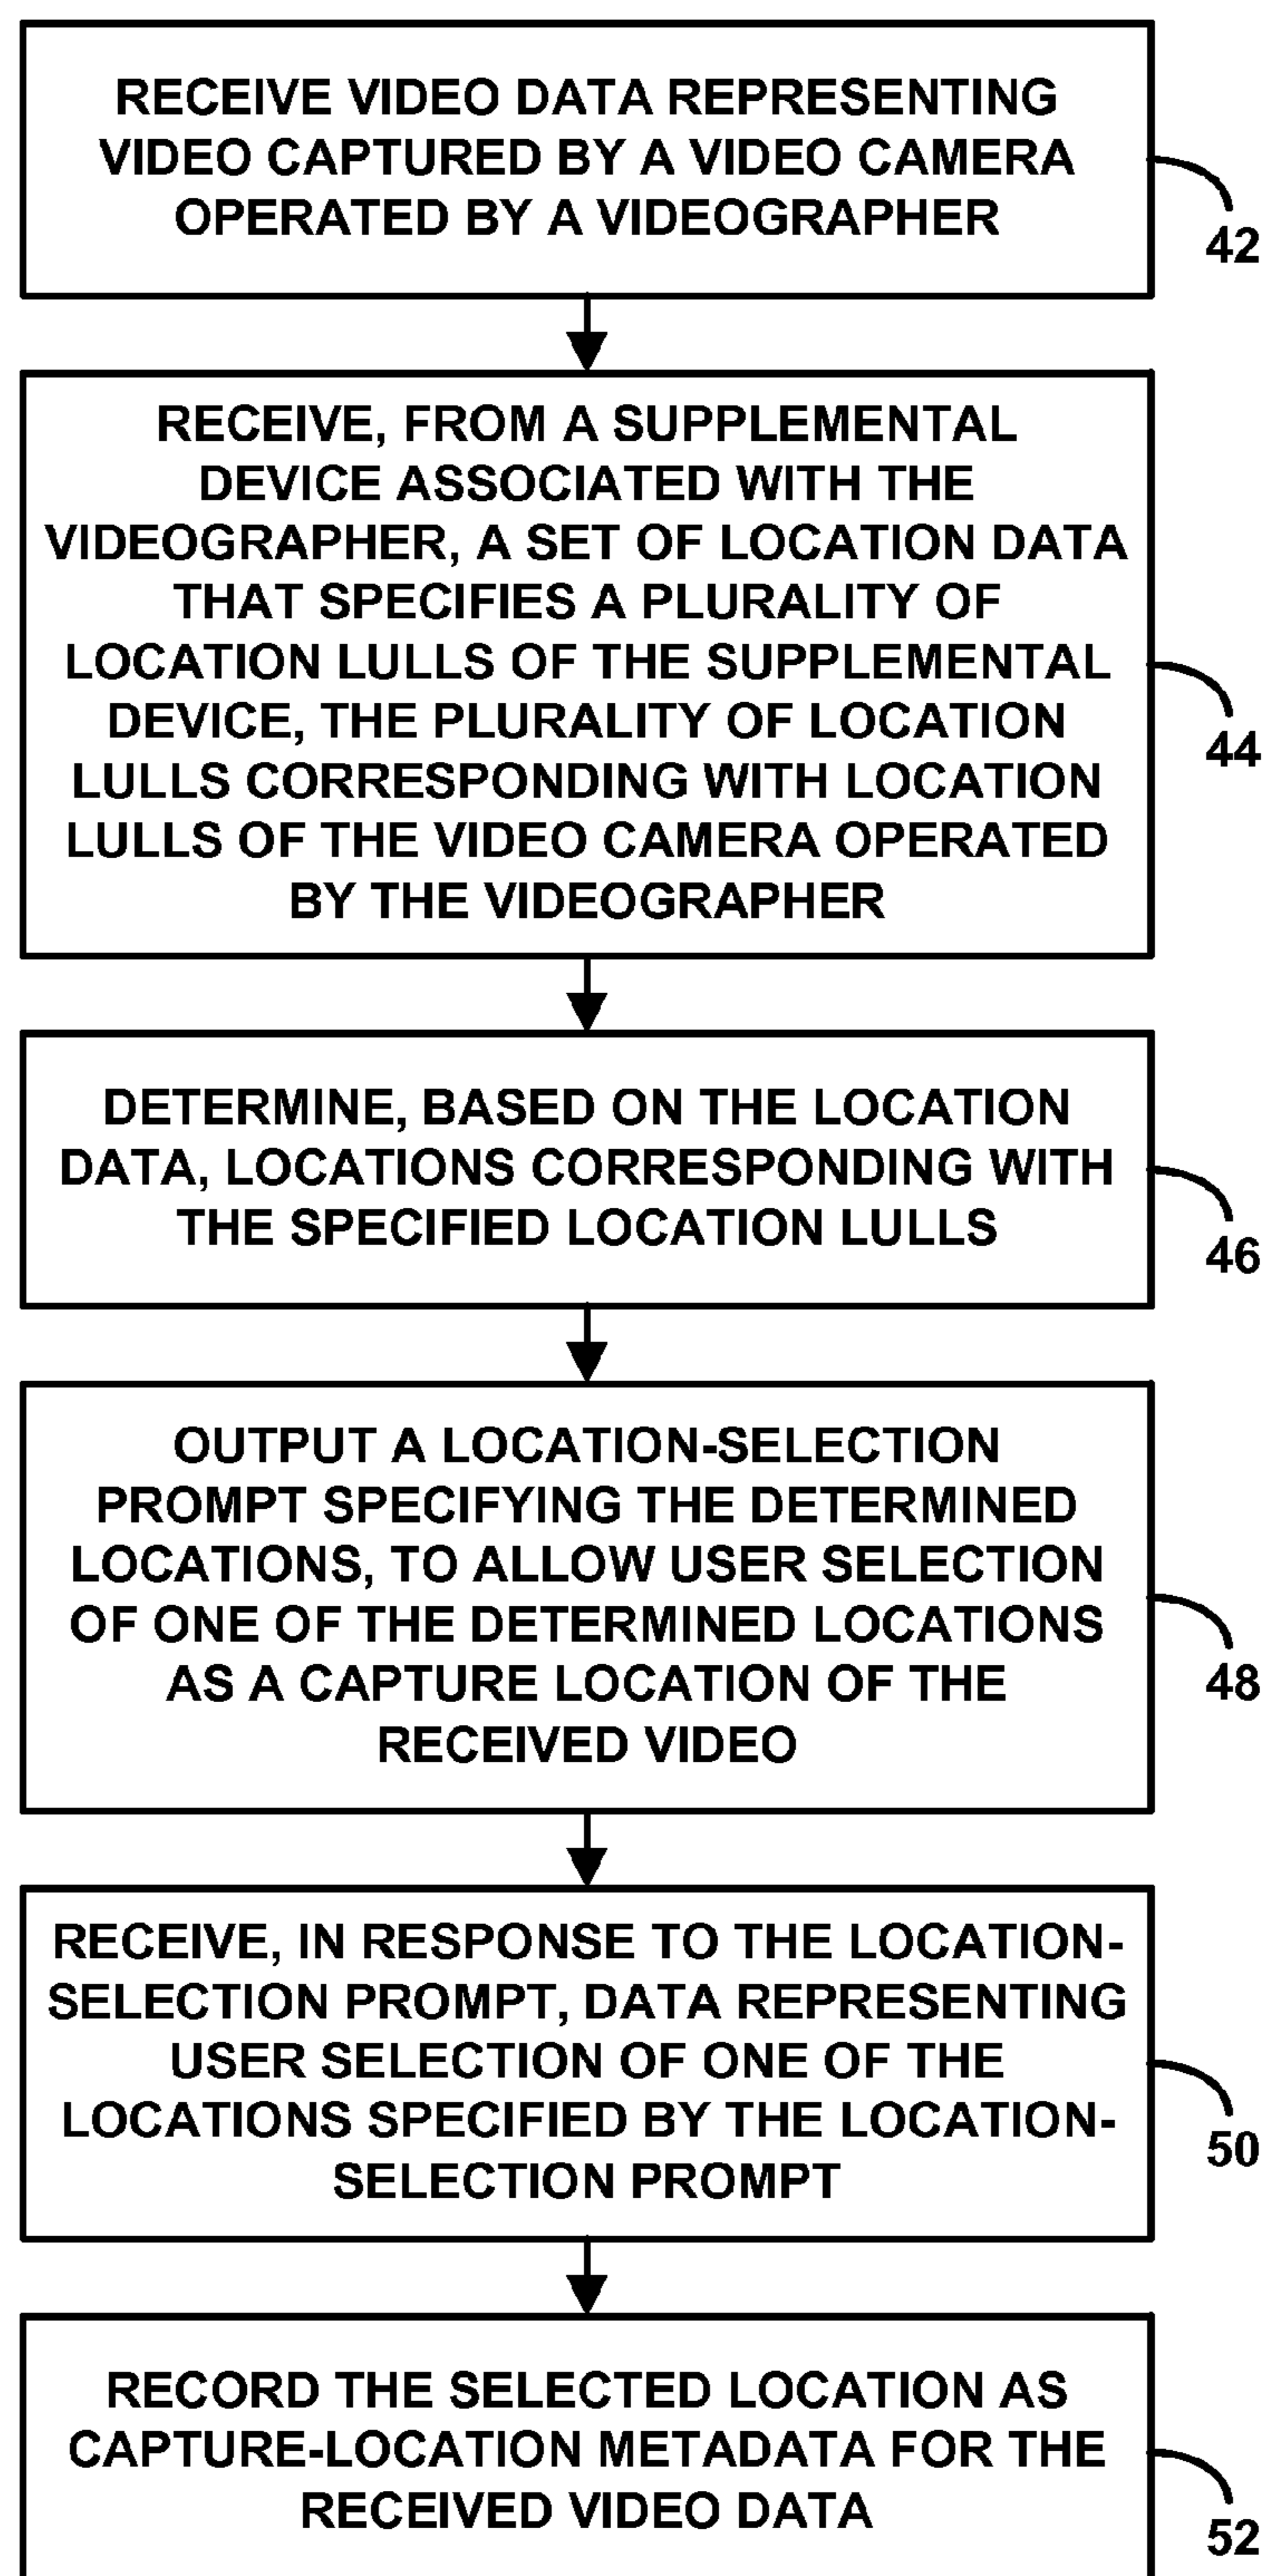 RECEIVE VIDEO DATA REPRESENTING
VIDEO CAPTURED BY A VIDEO CAMERA
OPERATED BY A VIDEOGRAPHER
42
RECEIVE, FROM A SUPPLEMENTAL
DEVICE ASSOCIATED WITH THE
VIDEOGRAPHER, A SET OF LOCATION DATA
THAT SPECIFIES A PLURALITY OF
LOCATION LULLS OF THE SUPPLEMENTAL
DEVICE, THE PLURALITY OF LOCATION
LULLS CORRESPONDING WITH LOCATION
LULLS OF THE VIDEO CAMERA OPERATED
BY THE VIDEOGRAPHER
44
DETERMINE, BASED ON THE LOCATION
DATA, LOCATIONS CORRESPONDING WITH
THE SPECIFIED LOCATION LULLS
46
OUTPUT A LOCATION-SELECTION
PROMPT SPECIFYING THE DETERMINED
LOCATIONS, TO ALLOW USER SELECTION
OF ONE OF THE DETERMINED LOCATIONS
AS A CAPTURE LOCATION OF THE
RECEIVED VIDEO
48
RECEIVE, IN RESPONSE TO THE LOCATION-
SELECTION PROMPT, DATA REPRESENTING
USER SELECTION OF ONE OF THE
LOCATIONS SPECIFIED BY THE LOCATION-
SELECTION PROMPT
50
RECORD THE SELECTED LOCATION AS
CAPTURE-LOCATION METADATA FOR THE
RECEIVED VIDEO DATA
52